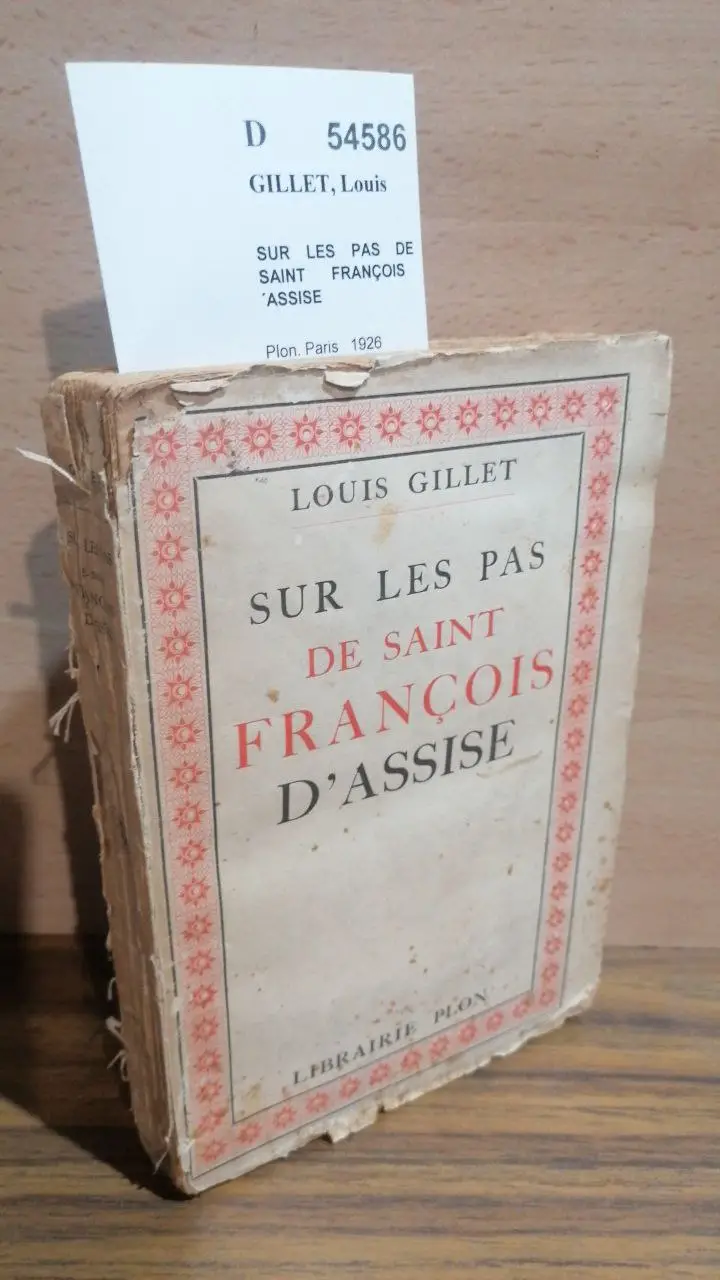 D 54586
GILLET, Louis
SUR LES PAS DE
SAINT FRANÇOIS
´ASSISE
Plon. Paris 1926
LOUIS GILLET
SUR LES PAS
DE SAINT
FRANÇOIS
D'ASSISE
LIBRAIRIE PLON